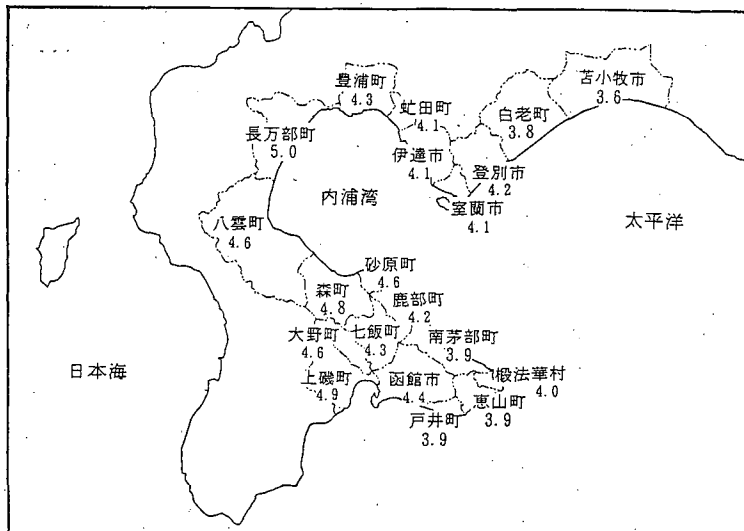 豊浦町
4.3
虻田町
4.1
白老町
3.8
苫小牧市
3.6
長万部町
5.0
伊達市
4.1
登別市
4.2
室蘭市
4.1
内浦湾
太平洋
八雲町
4.6
砂原町
4.6
森町
4.8
鹿部町
4.2
大野町
4.6
七飯町
4.3
南茅部町
3.9
日本海
上磯町
4.9
函館市
4.4
椴法華村
4.0
恵山町
3.9
戸井町
3.9